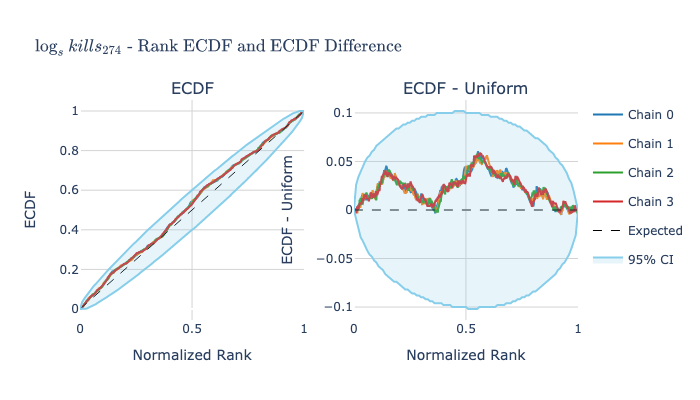 log_s kills_274 - Rank ECDF and ECDF Difference
ECDF
ECDF
1
0.8
0.6
0.4
0.2
0
0
0.5
1
Normalized Rank
ECDF - Uniform
ECDF - Uniform
0.1
0.05
0
−0.05
−0.1
0
0.5
1
Normalized Rank
Chain 0
Chain 1
Chain 2
Chain 3
Expected
95% CI